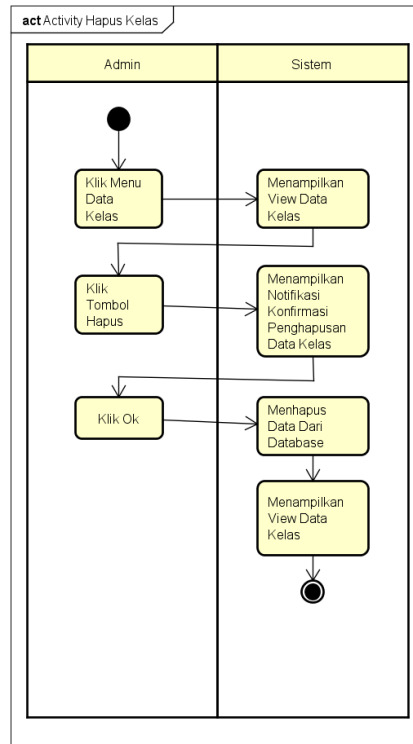 act Activity Hapus Kelas
Admin
Sistem
Klik Menu
Data
Kelas
Menampilkan
View Data
Kelas
Klik
Tombol
Hapus
Menampilkan
Notifikasi
Konfirmasi
Penghapusan
Data Kelas
Klik Ok
Menhapus
Data Dari
Database
Menampilkan
View Data
Kelas